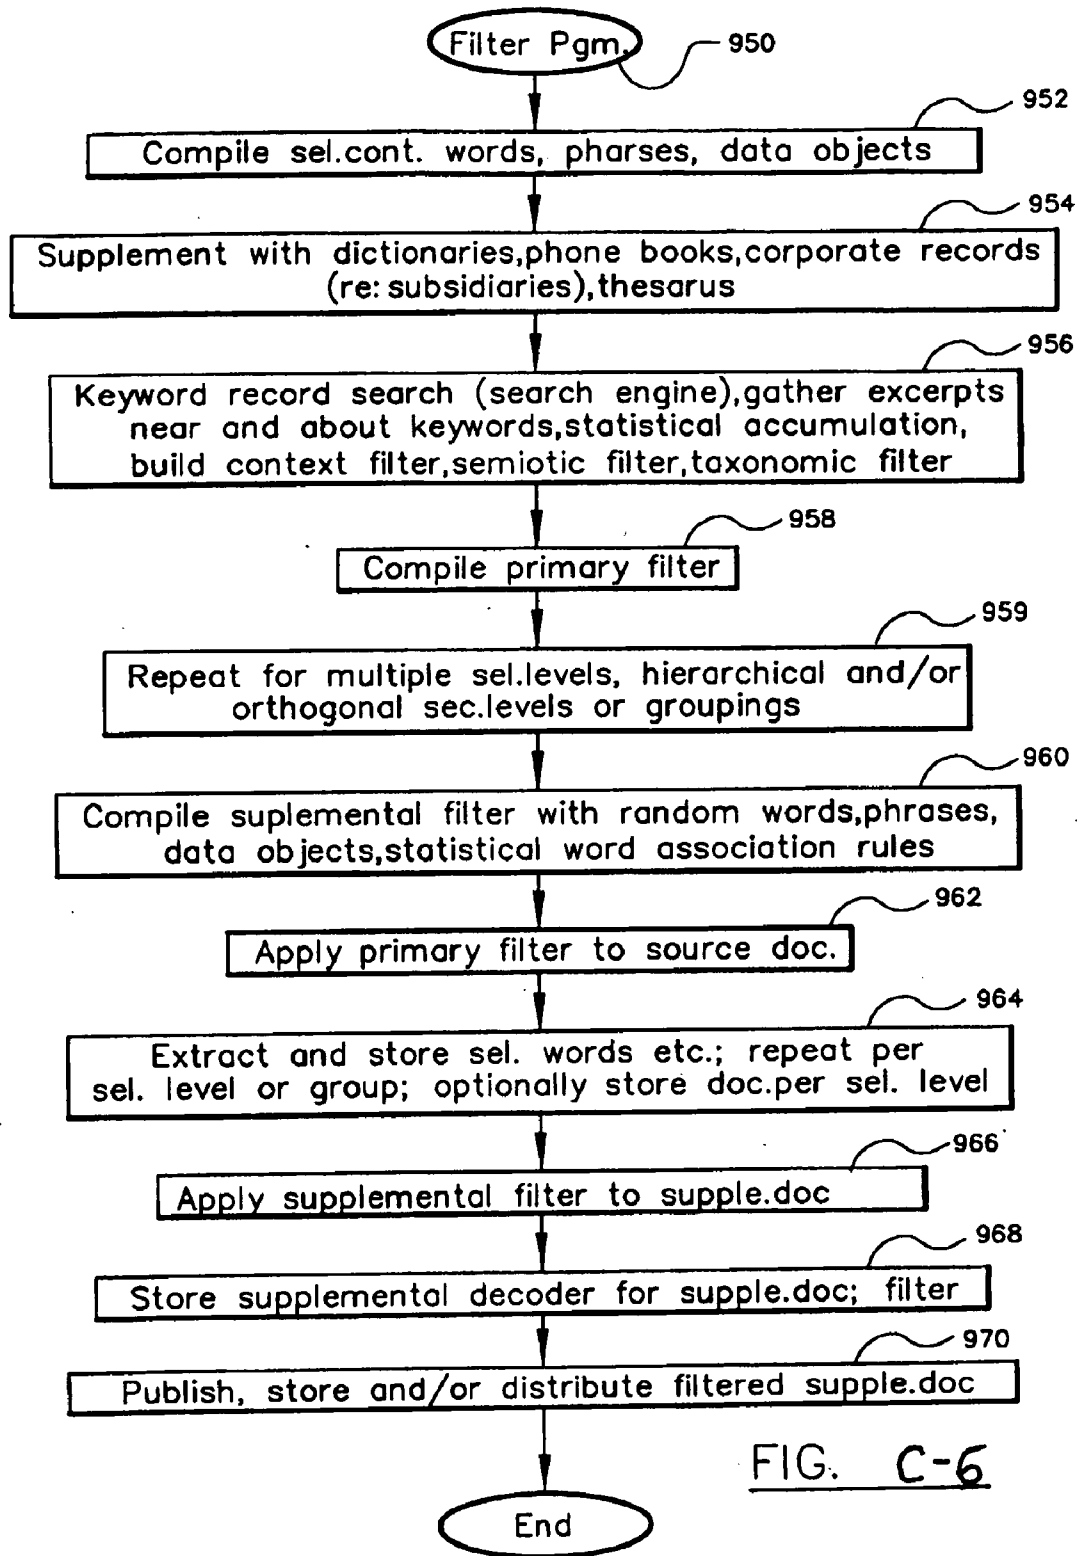 Filter Pgm.
950
952
Compile sel.cont. words, pharses, data objects
954
Supplement with dictionaries,phone books,corporate records
(re: subsidiaries),thesarus
956
Keyword record search (search engine),gather excerpts
near and about keywords,statistical accumulation,
build context filter,semiotic filter,taxonomic filter
958
Compile primary filter
959
Repeat for multiple sel.levels, hierarchical and/or
orthogonal sec.levels or groupings
960
Compile suplemental filter with random words,phrases,
data objects,statistical word association rules
962
Apply primary filter to source doc.
964
Extract and store sel. words etc.; repeat per
sel. level or group; optionally store doc.per sel. level
966
Apply supplemental filter to supple.doc
968
Store supplemental decoder for supple.doc; filter
970
Publish, store and/or distribute filtered supple.doc
FIG. C-6
End